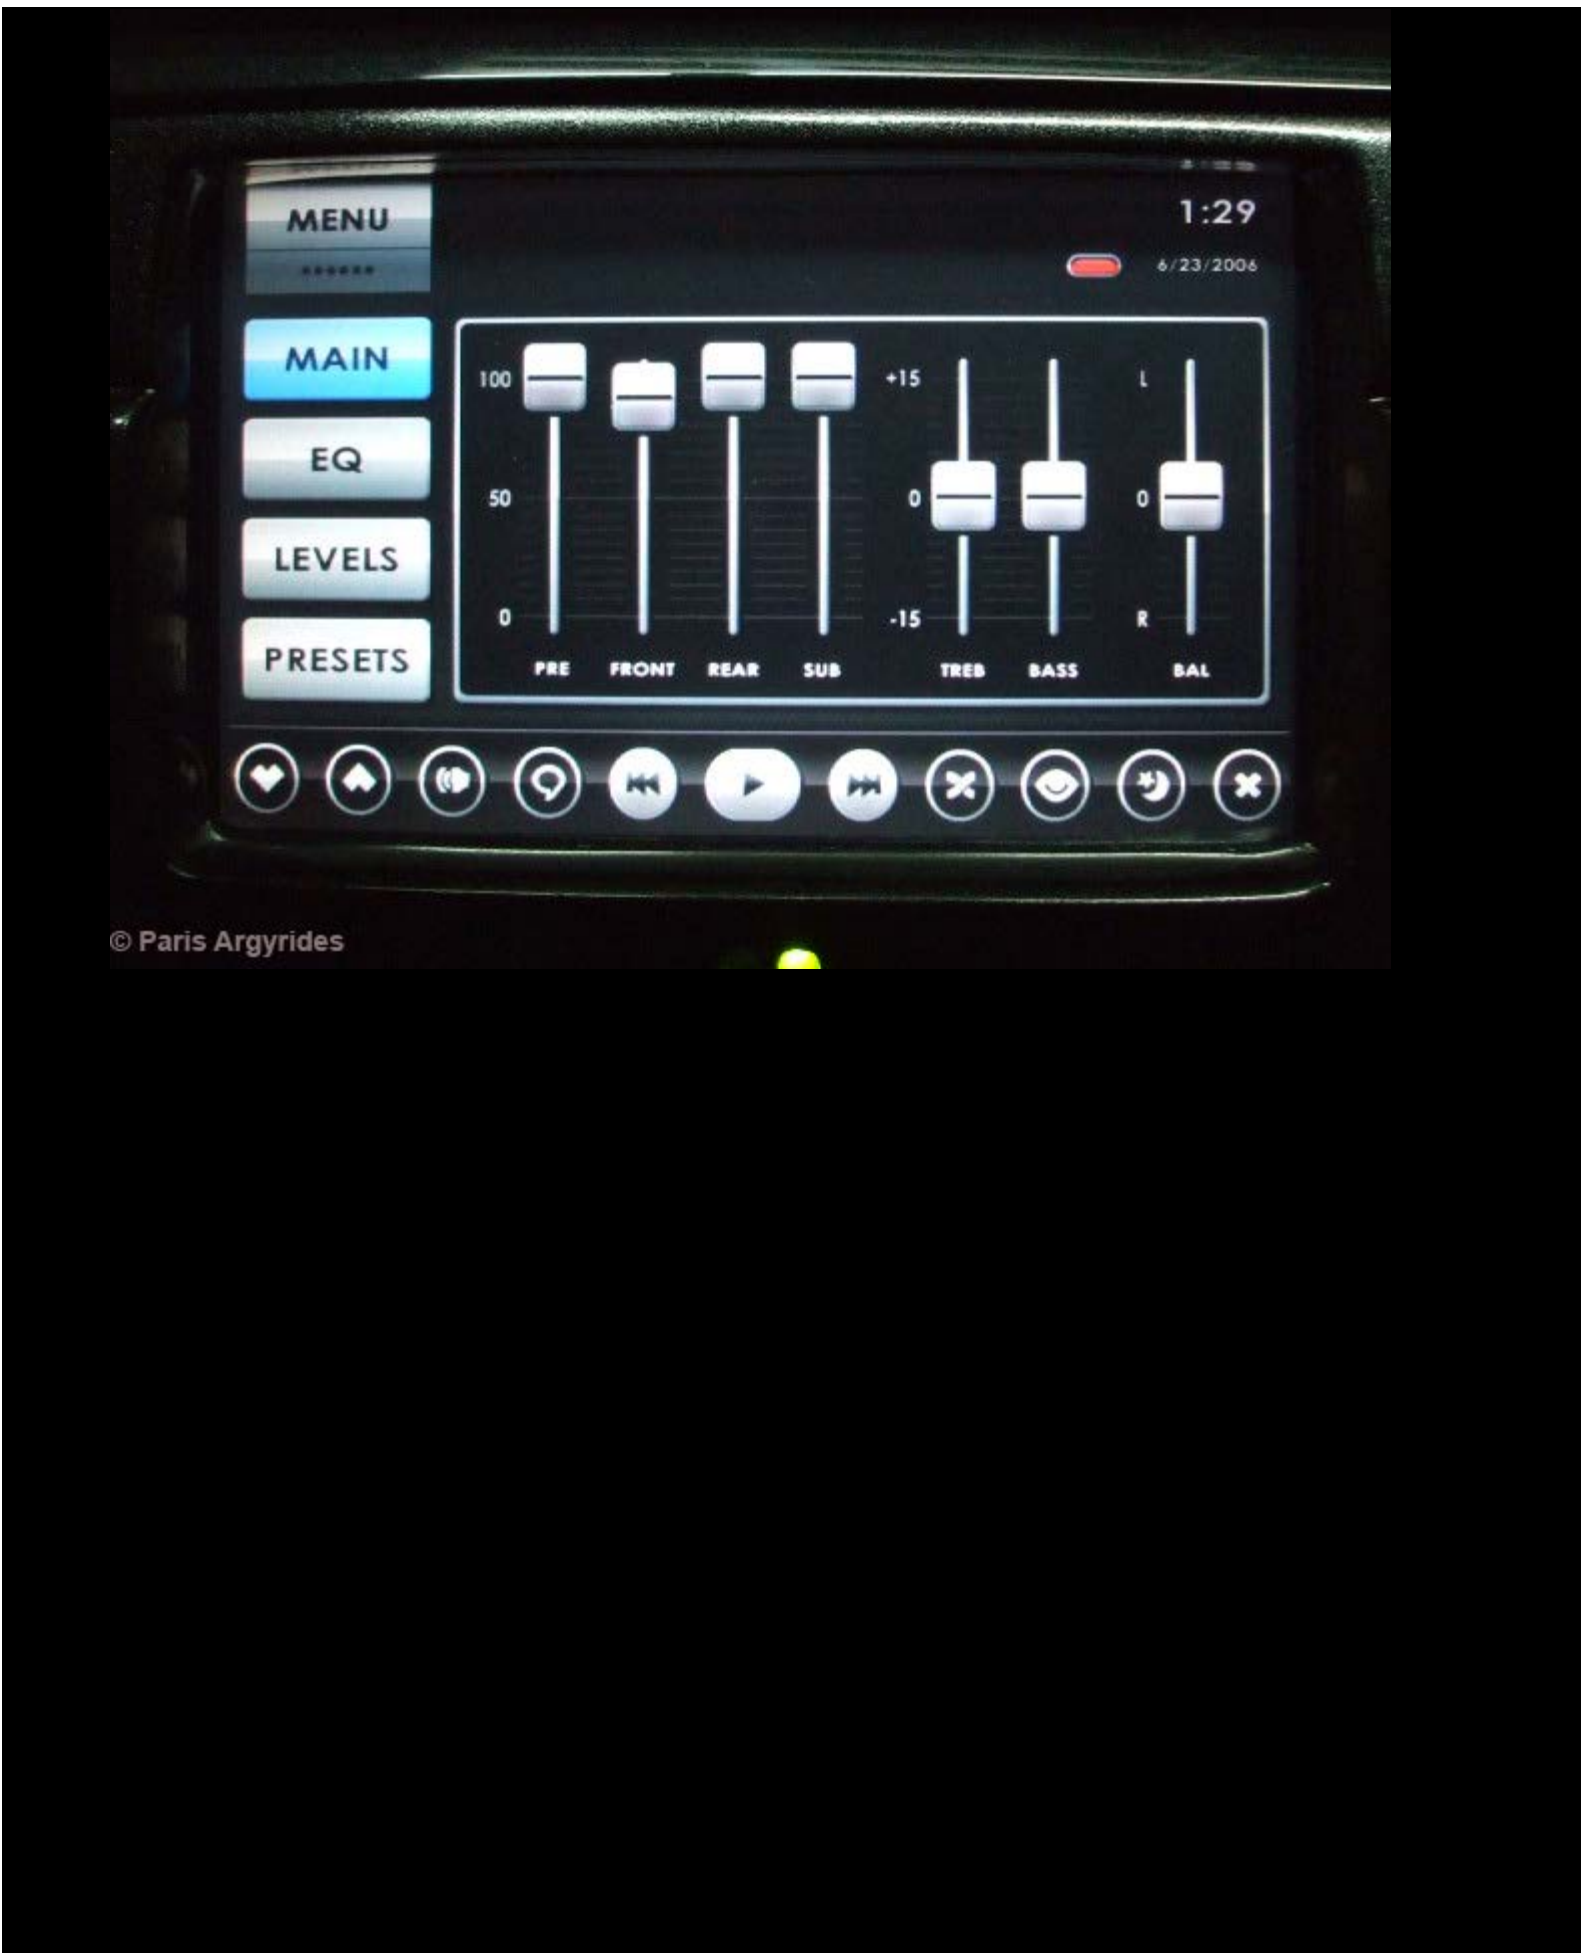 MENU
1:29
******
6/23/2006
MAIN
EQ
LEVELS
PRESETS
100
50
0
+15
0
-15
L
0
R
PRE FRONT REAR SUB TREB BASS BAL
© Paris Argyrides